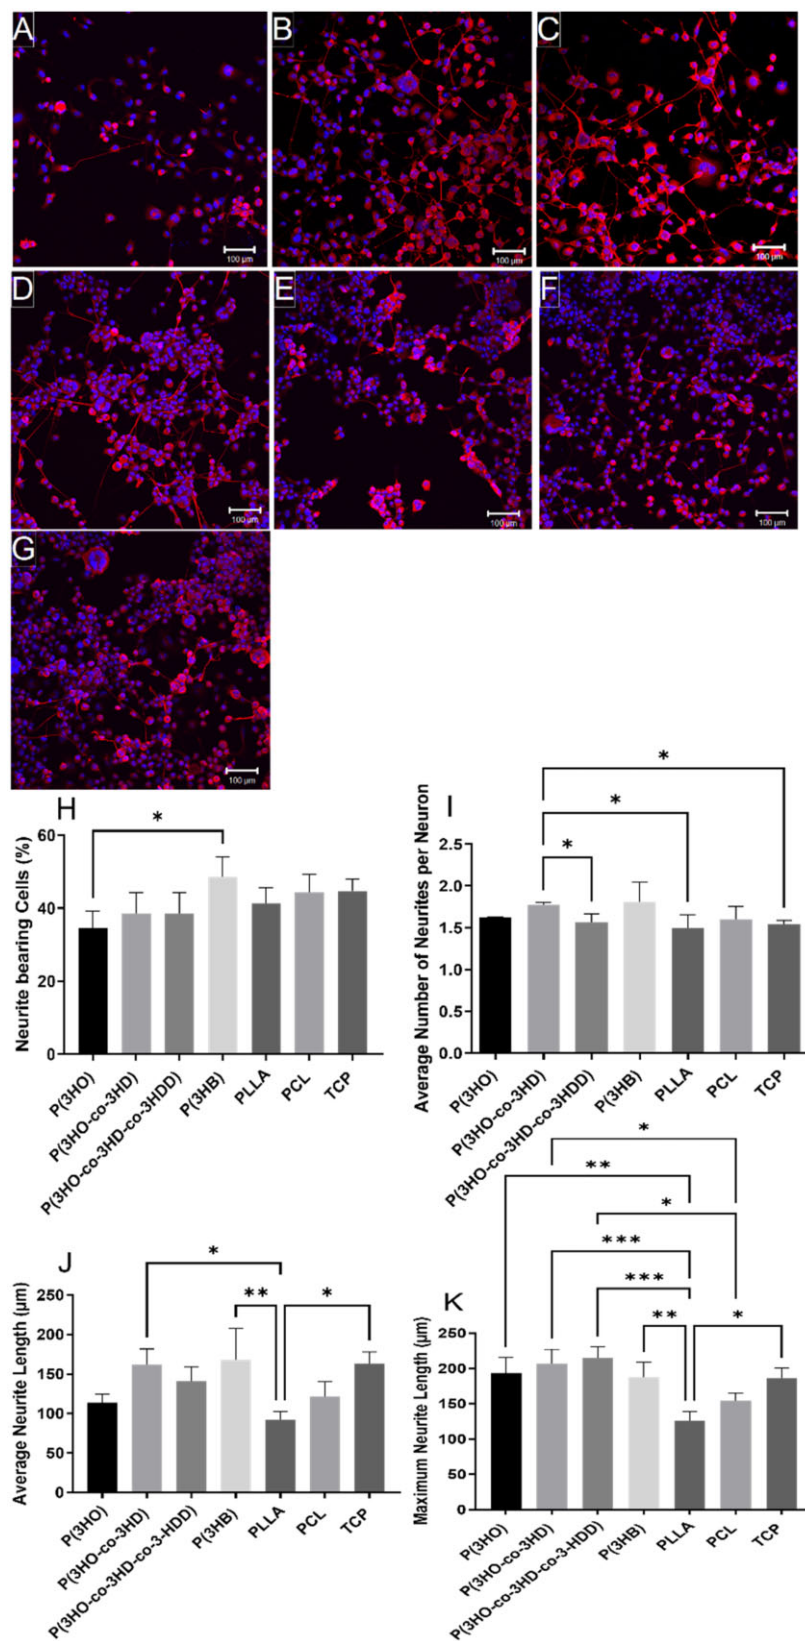 A
B
C
100 µm
100 µm
100 µm
D
E
F
100 µm
100 µm
100 µm
G
100 µm
H
*
Neurite bearing Cells (%)
60
40
20
0
P(3HO)
P(3HO-co-3HD)
P(3HO-co-3HD-co-3HDD)
P(3HB)
PLLA
PCL
TCP
I
*
*
*
Average Number of Neurites per Neuron
2.5
2.0
1.5
1.0
0.5
0.0
P(3HO)
P(3HO-co-3HD)
P(3HO-co-3HD-co-3HDD)
P(3HB)
PLLA
PCL
TCP
J
*
**
*
Average Neurite Length (µm)
250
200
150
100
50
0
P(3HO)
P(3HO-co-3HD)
P(3HO-co-3HD-co-3-HDD)
P(3HB)
PLLA
PCL
TCP
K
*
**
*
***
***
**
*
Maximum Neurite Length (µm)
250
200
150
100
50
0
P(3HO)
P(3HO-co-3HD)
P(3HO-co-3HD-co-3-HDD)
P(3HB)
PLLA
PCL
TCP